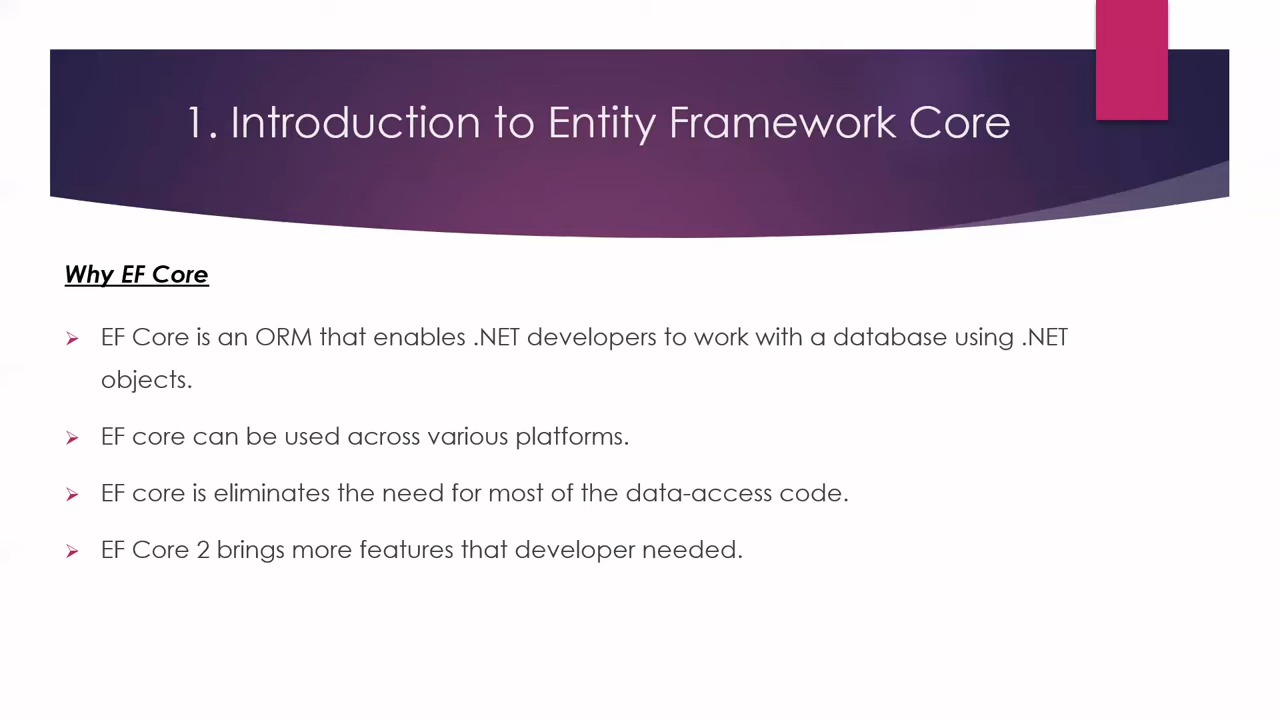 1. Introduction to Entity Framework Core
Why EF Core
EF Core is an ORM that enables .NET developers to work with a database using .NET
objects.
EF core can be used across various platforms.
EF core is eliminates the need for most of the data-access code.
EF Core 2 brings more features that developer needed.